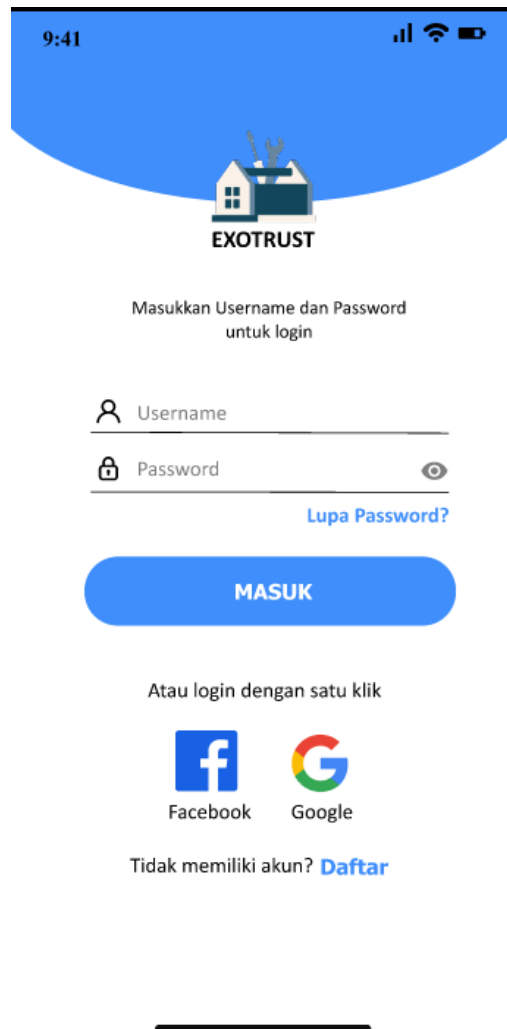 9:41
EXOTRUST
Masukkan Username dan Password
untuk login
Username
Password
Lupa Password?
MASUK
Atau login dengan satu klik
Facebook Google
Tidak memiliki akun? Daftar